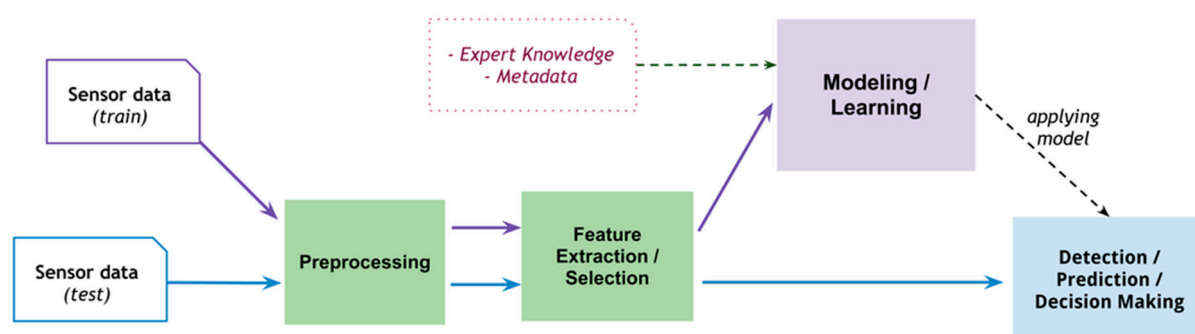 - Expert Knowledge
- Metadata
Modeling /
Learning
Sensor data
(train)
applying
model
Preprocessing
Feature
Extraction /
Selection
Sensor data
(test)
Detection /
Prediction /
Decision Making